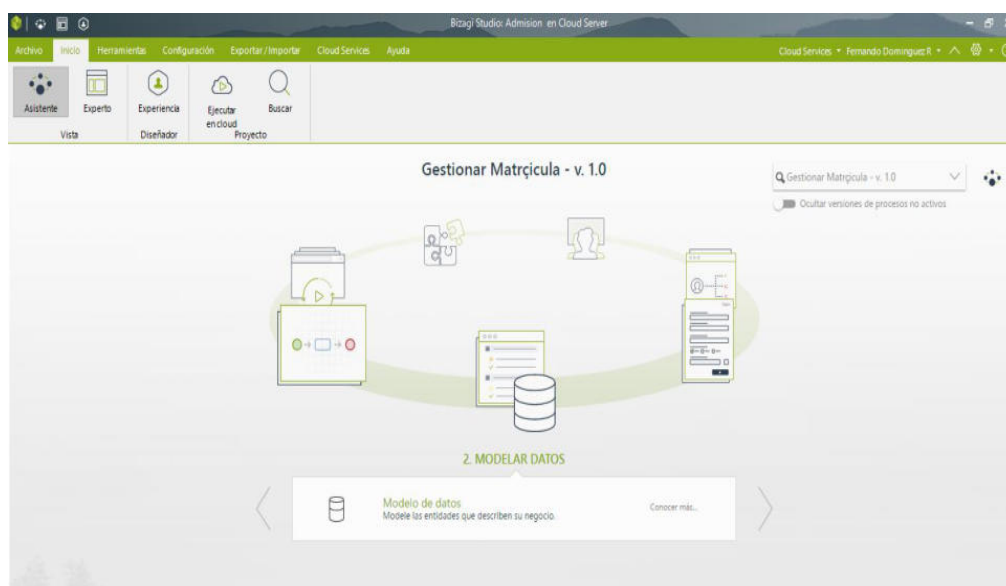 Bizagi Studio: Admision en Cloud Server
Archivo Inicio Herramientas Configuración Exportar / Importar Cloud Services Ayuda
Cloud Services Fernando Dominguez R
Asistente Experto Experiencia Ejecutar en cloud Buscar
Vista Diseñador Proyecto
Gestionar Matrçicula - v. 1.0
Gestionar Matrçicula - v. 1.0
Ocultar versiones de procesos no activos
2. MODELAR DATOS
Modelo de datos
Conocer más...
Modele las entidades que describen su negocio